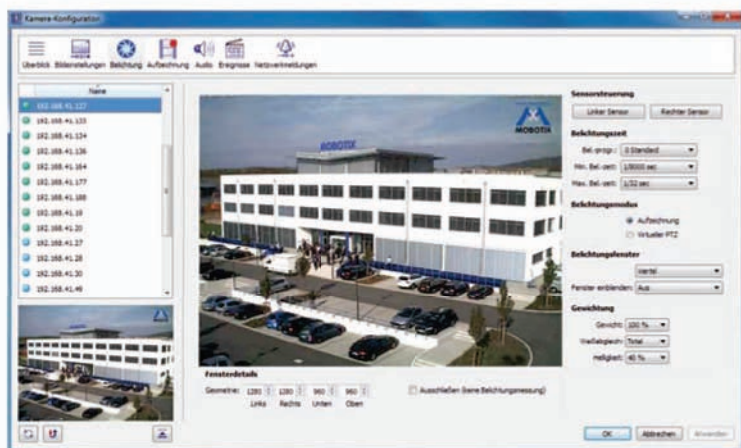 Kamera-Konfiguration
Überblick Bildeinstellungen Belichtung Aufzeichnung Audio Ereignisse Netzwerkmeldungen
Name
192.168.41.127
192.168.41.133
192.168.41.134
192.168.41.136
192.168.41.164
192.168.41.177
192.168.41.188
192.168.41.19
192.168.41.20
192.168.41.27
192.168.41.28
192.168.41.30
192.168.41.49
MOBOTIX
MOBOTIX
Fensterdetails
Geometrie: 1280 1280 960 960
Links Rechts Unten Oben
Ausschließen (keine Belichtungsmessung)
Sensorsteuerung
Linker Sensor Rechter Sensor
Belichtungszeit
Bel.-progr.: 0 Standard
Min. Bel.-zeit: 1/8000 sec
Max. Bel.-zeit: 1/32 sec
Belichtungsmodus
Aufzeichnung
Virtueller PTZ
Belichtungsfenster
Viertel
Fenster einblenden: Aus
Gewichtung
Gewicht: 100 %
Weißabgleich: Total
Helligkeit: 40 %
OK Abbrechen Anwenden